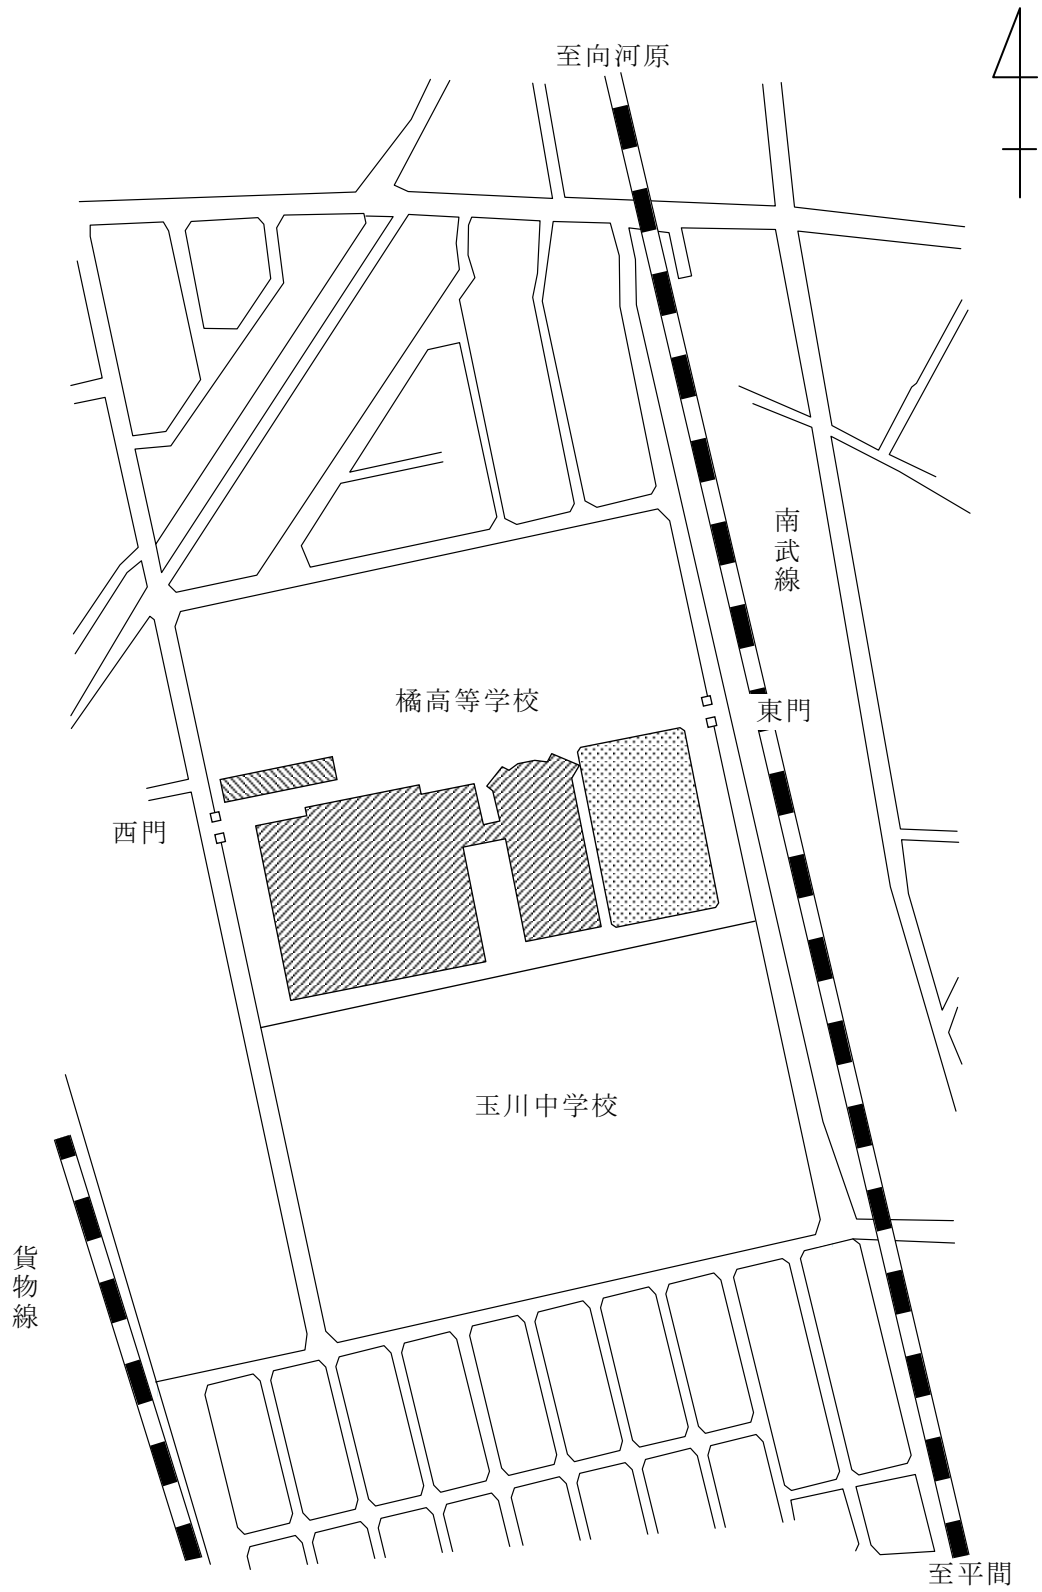 至向河原
南武線
橘高等学校
東門
西門
玉川中学校
貨物線
至平間